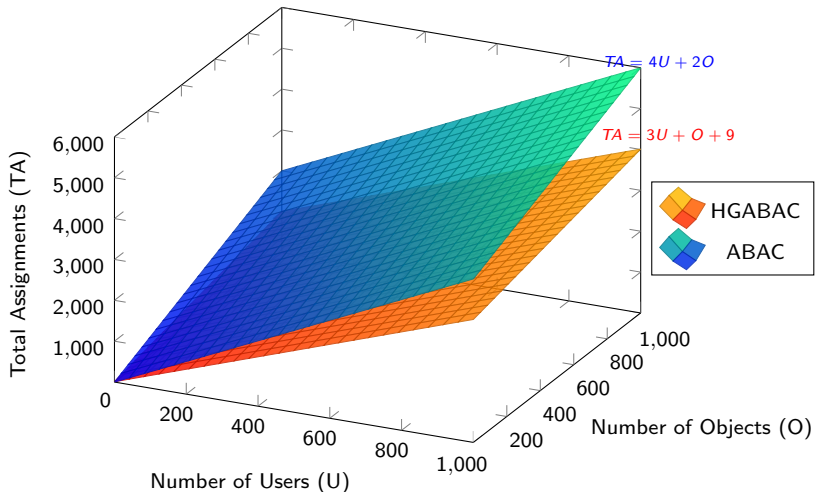 TA = 4U + 2O
TA = 3U + O + 9
6,000
5,000
4,000
3,000
2,000
1,000
Total Assignments (TA)
0
200
400
600
800
1,000
Number of Users (U)
200
400
600
800
1,000
Number of Objects (O)
HGABAC
ABAC